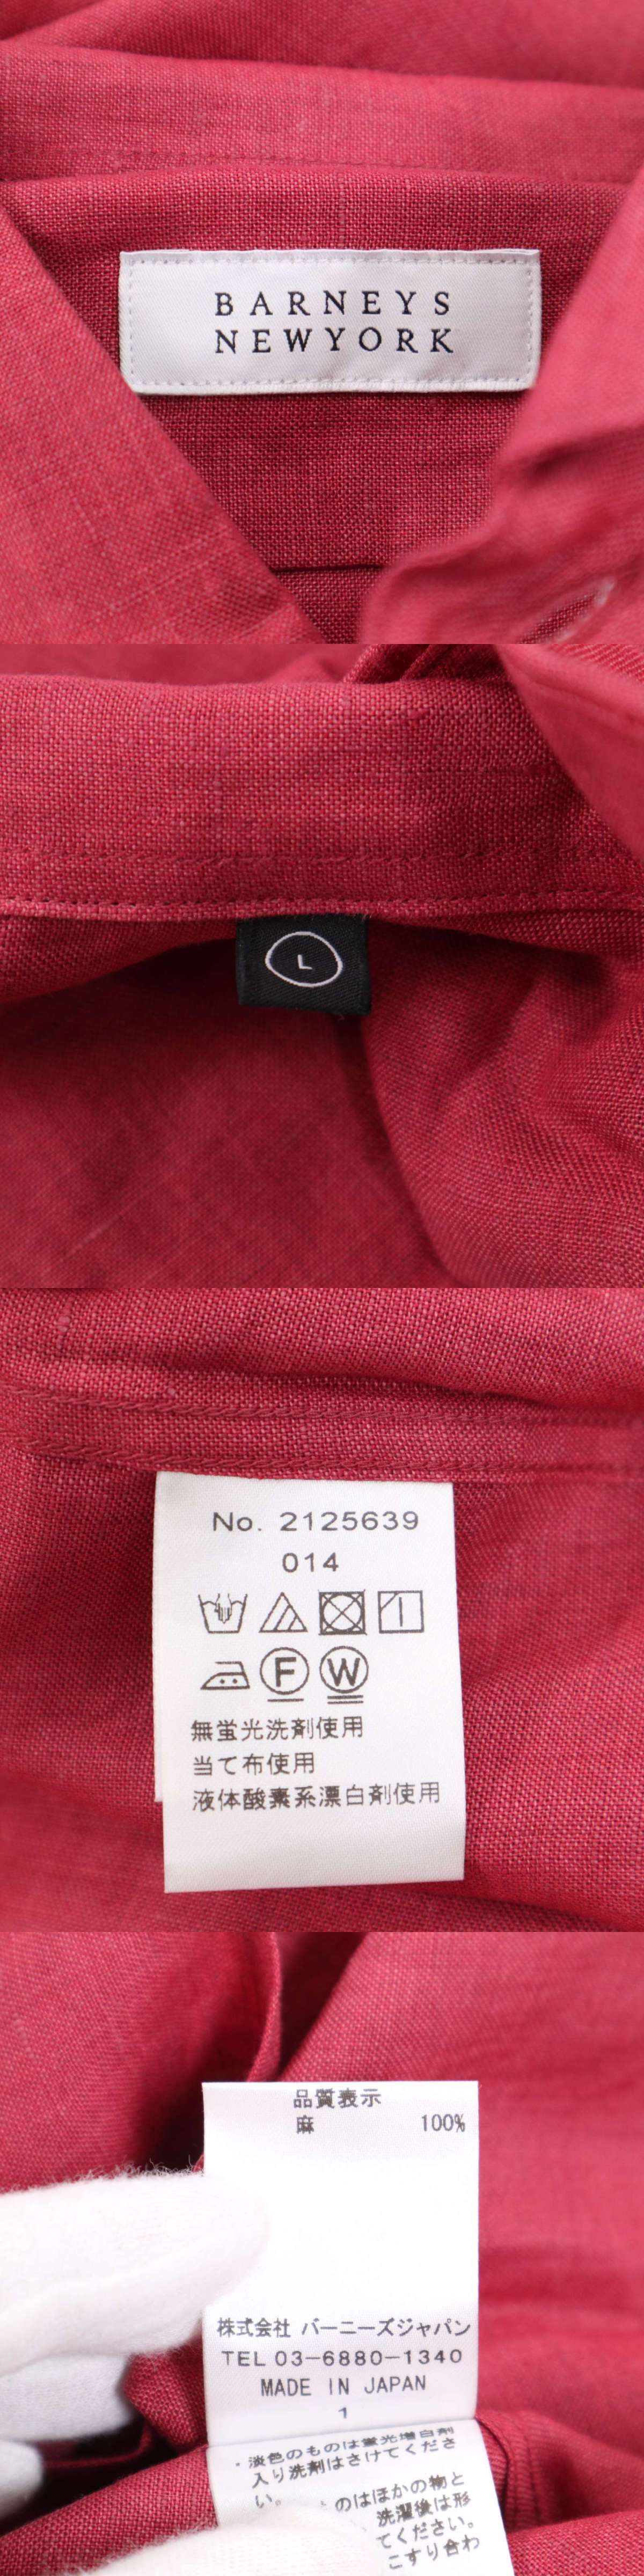 BARNEYS
NEWYORK
L
No. 2125639
014
F W
無蛍光洗剤使用
当て布使用
液体酸素系漂白剤使用
品質表示
麻 100%
株式会社 バーニーズジャパン
TEL 03-6880-1340
MADE IN JAPAN
1
・淡色のものは蛍光増白剤
入り洗剤はさけてくださ
い。
のはほかの物と
洗濯後は形
てください。
こすり合わ